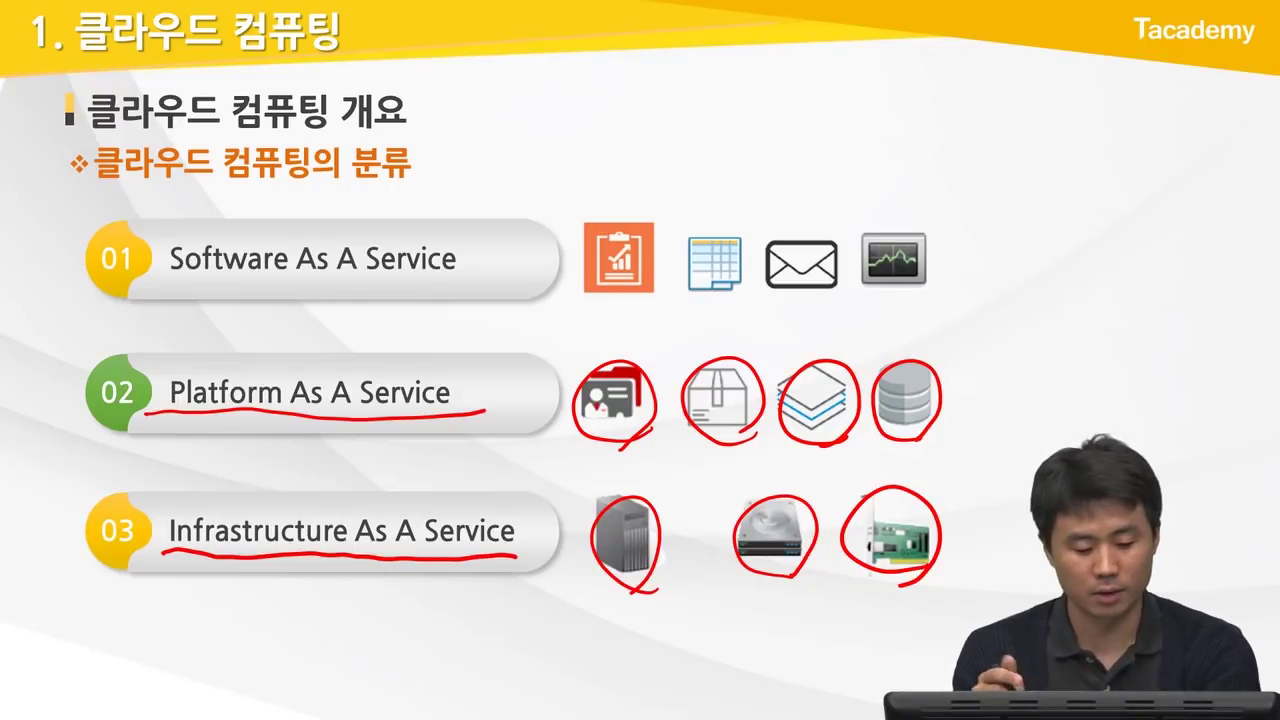 1. 클라우드 컴퓨팅
Tacademy
클라우드 컴퓨팅 개요
클라우드 컴퓨팅의 분류
01 Software As A Service
02 Platform As A Service
03 Infrastructure As A Service